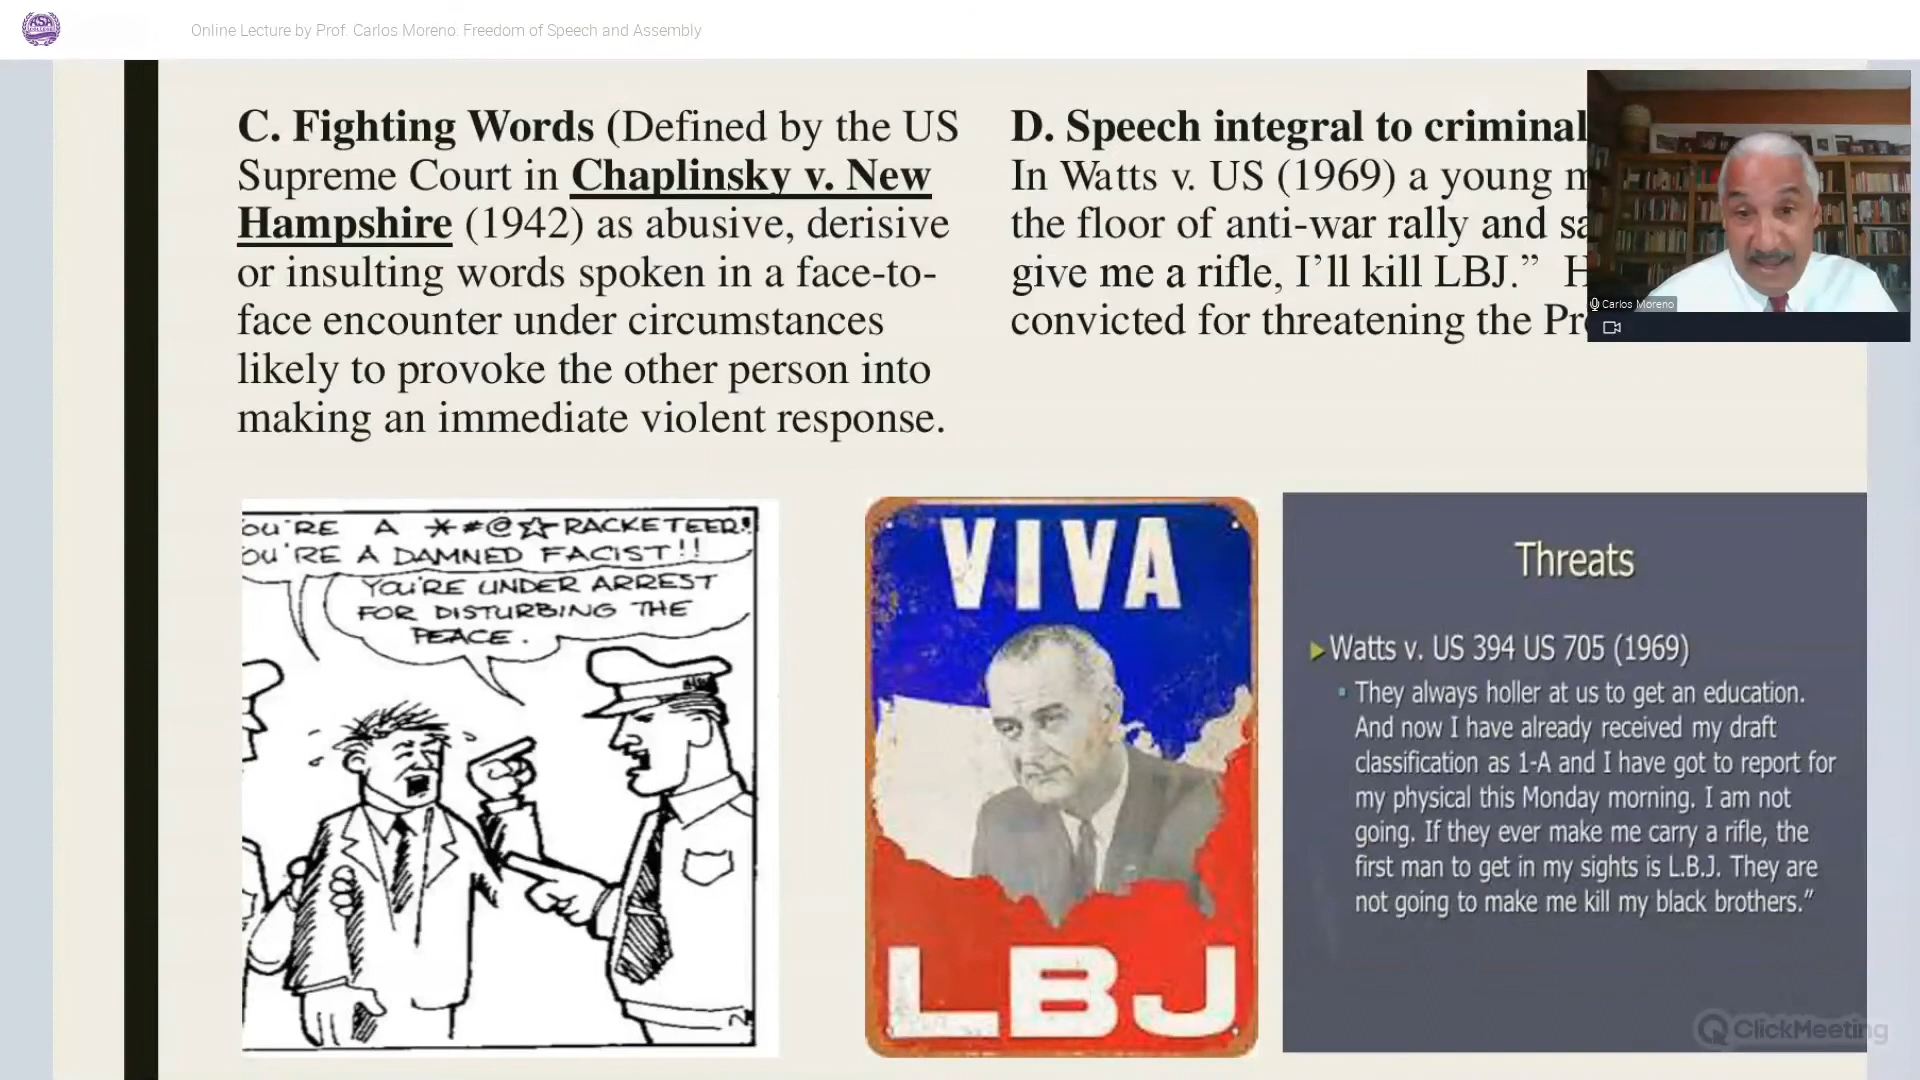 Online Lecture by Prof. Carlos Moreno: Freedom of Speech and Assembly
C. Fighting Words (Defined by the US
Supreme Court in Chaplinsky v. New
Hampshire (1942) as abusive, derisive
or insulting words spoken in a face-to-
face encounter under circumstances
likely to provoke the other person into
making an immediate violent response.
D. Speech integral to criminal
In Watts v. US (1969) a young
the floor of anti-war rally and
give me a rifle, I'll kill LBJ."
convicted for threatening the
Carlos Moreno
OU'RE A *#@☆ RACKETEER!
OU'RE A DAMNED FACIST!!
YOU'RE UNDER ARREST
FOR DISTURBING THE
PEACE.
2
VIVA
LBJ
Threats
Watts v. US 394 US 705 (1969)
They always holler at us to get an education.
And now I have already received my draft
classification as 1-A and I have got to report for
my physical this Monday morning. I am not
going. If they ever make me carry a rifle, the
first man to get in my sights is L.B.J. They are
not going to make me kill my black brothers."
ClickMeeting